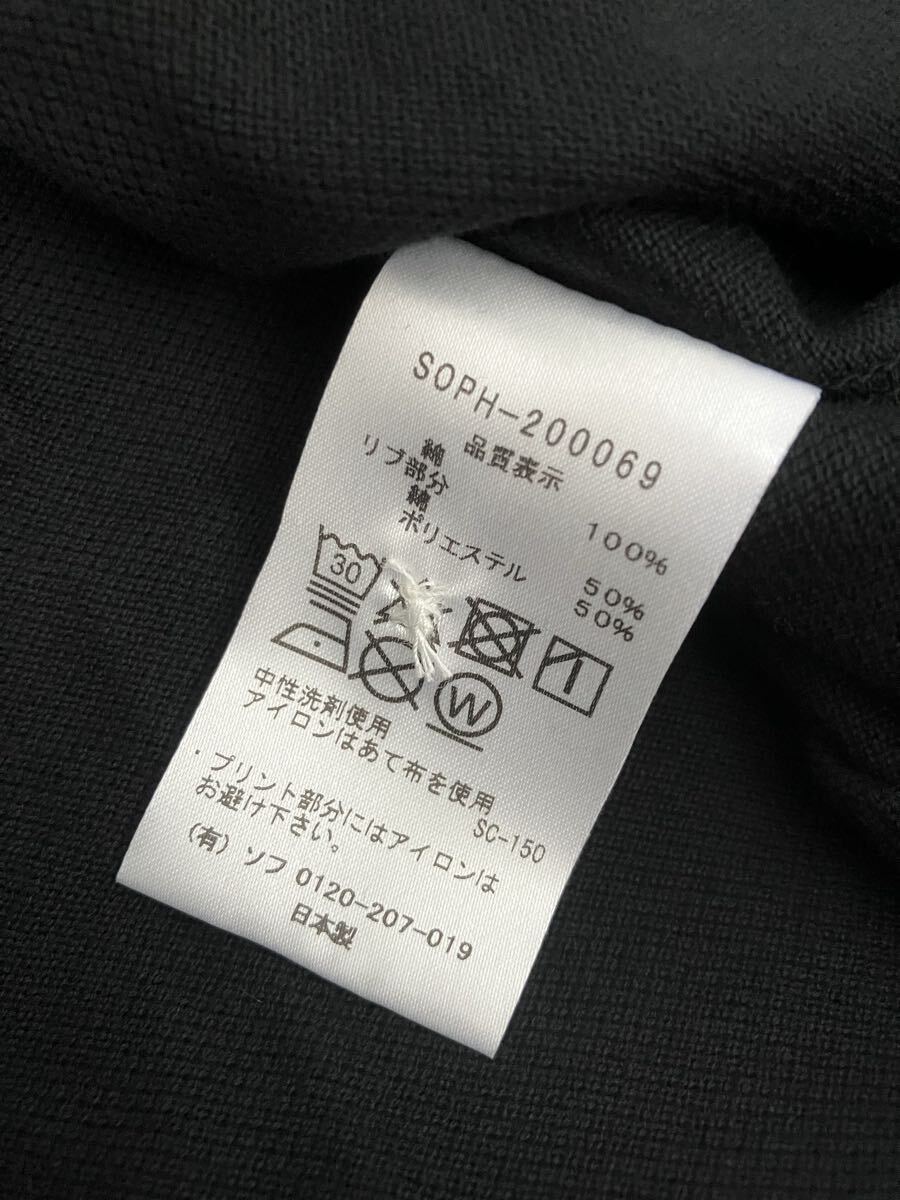 SOPH-200069
品質表示
綿 100%
リブ部分
綿 50%
ポリエステル 50%
30
W
中性洗剤使用
アイロンはあて布を使用
SC-150
・プリント部分にはアイロンは
お避け下さい。
(有)ソフ 0120-207-019
日本製